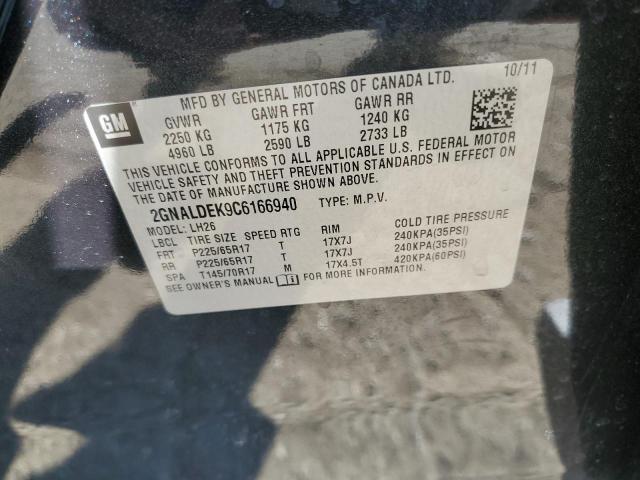 GM
MFD BY GENERAL MOTORS OF CANADA LTD. 10/11
GVWR GAWR FRT GAWR RR
2250 KG 1175 KG 1240 KG
4960 LB 2590 LB 2733 LB
THIS VEHICLE CONFORMS TO ALL APPLICABLE U.S. FEDERAL MOTOR
VEHICLE SAFETY AND THEFT PREVENTION STANDARDS IN EFFECT ON
THE DATE OF MANUFACTURE SHOWN ABOVE.
2GNALDEK9C6166940 TYPE: M.P.V.
MODEL: LH26
LBCL TIRE SIZE SPEED RTG RIM COLD TIRE PRESSURE
FRT P225/65R17 T 17X7J 240KPA(35PSI)
RR P225/65R17 T 17X7J 240KPA(35PSI)
SPA T145/70R17 M 17X4.5T 420KPA(60PSI)
SEE OWNER'S MANUAL FOR MORE INFORMATION.